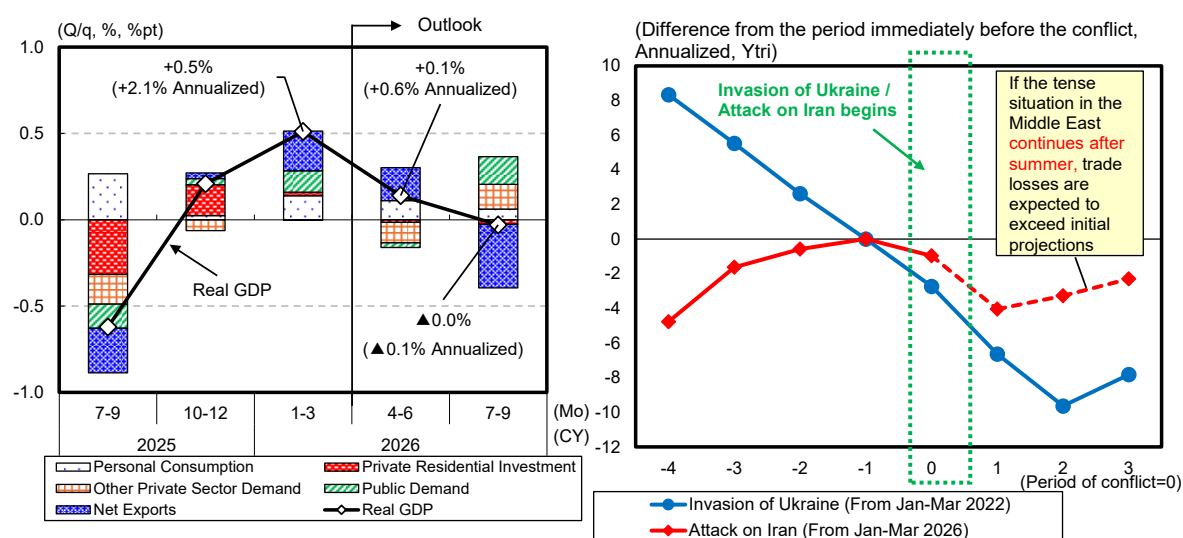 (Q/q, %, %pt)
Outlook
1.0
0.5
0.0
-0.5
-1.0
+0.5%
(+2.1% Annualized)
+0.1%
(+0.6% Annualized)
Real GDP
▲0.0%
(▲0.1% Annualized)
7-9
10-12
1-3
4-6
7-9
(Mo)
2025
2026
(CY)
Personal Consumption
Private Residential Investment
Other Private Sector Demand
Public Demand
Net Exports
Real GDP
(Difference from the period immediately before the conflict,
Annualized, Ytri)
10
8
6
4
2
0
-2
-4
-6
-8
-10
-12
Invasion of Ukraine /
Attack on Iran begins
If the tense
situation in the
Middle East
continues after
summer, trade
losses are
expected to
exceed initial
projections
-4
-3
-2
-1
0
1
2
3
(Period of conflict=0)
Invasion of Ukraine (From Jan-Mar 2022)
Attack on Iran (From Jan-Mar 2026)